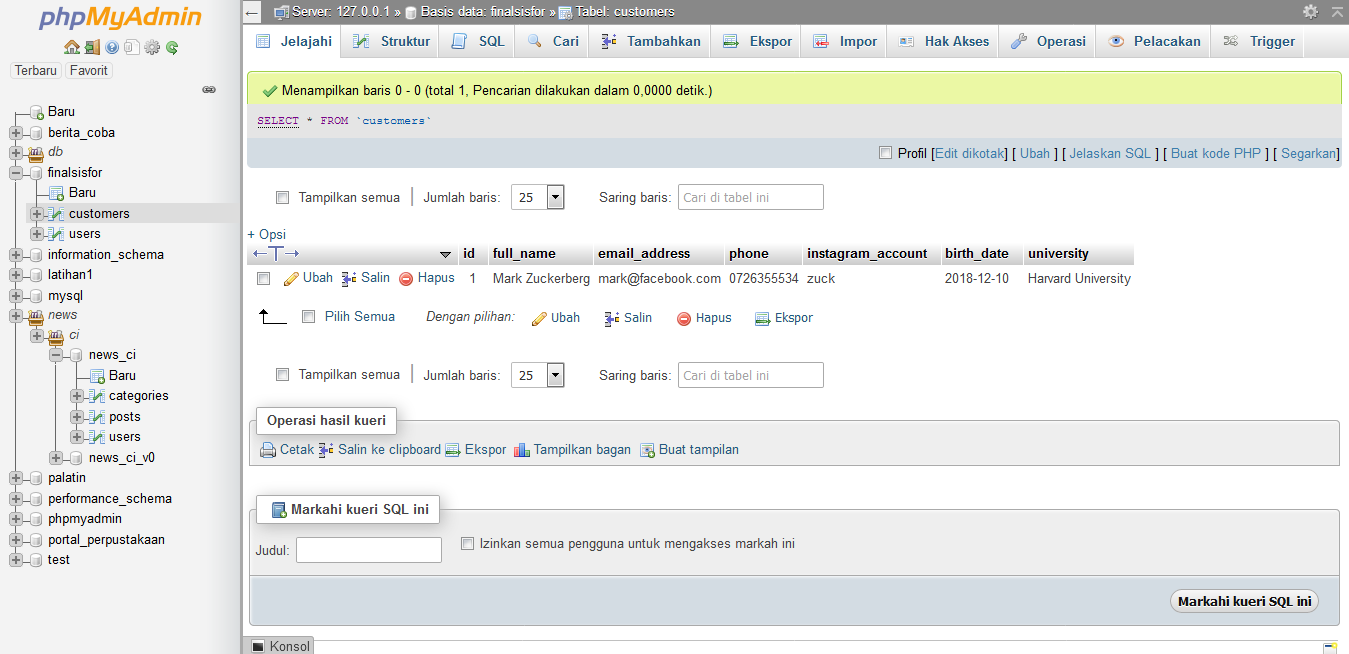 phpMyAdmin
Terbaru Favorit
Baru
berita_coba
db
finalsisfor
Baru
customers
users
information_schema
latihan1
mysql
news
ci
news_ci
Baru
categories
posts
users
news_ci_v0
palatin
performance_schema
phpmyadmin
portal_perpustakaan
test
Server: 127.0.0.1 » Basis data: finalsisfor » Tabel: customers
Jelajahi Struktur SQL Cari Tambahkan Ekspor Impor Hak Akses Operasi Pelacakan Trigger
Menampilkan baris 0 - 0 (total 1, Pencarian dilakukan dalam 0,0000 detik.)
SELECT * FROM `customers`
Profil [Edit dikotak] [ Ubah ] [ Jelaskan SQL ] [ Buat kode PHP ] [ Segarkan]
Tampilkan semua Jumlah baris: 25 Saring baris: Cari di tabel ini
+ Opsi
←T→ id full_name email_address phone instagram_account birth_date university
Ubah Salin Hapus 1 Mark Zuckerberg mark@facebook.com 0726355534 zuck 2018-12-10 Harvard University
Pilih Semua Dengan pilihan: Ubah Salin Hapus Ekspor
Tampilkan semua Jumlah baris: 25 Saring baris: Cari di tabel ini
Operasi hasil kueri
Cetak Salin ke clipboard Ekspor Tampilkan bagan Buat tampilan
Markahi kueri SQL ini
Judul: Izinkan semua pengguna untuk mengakses markah ini
Markahi kueri SQL ini
Konsol